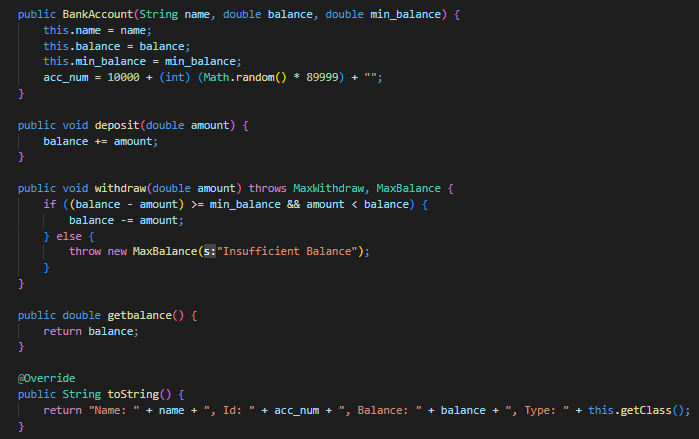 public BankAccount(String name, double balance, double min_balance) {
this.name = name;
this.balance = balance;
this.min_balance = min_balance;
acc_num = 10000 + (int) (Math.random() * 89999) + "";
}
public void deposit(double amount) {
balance += amount;
}
public void withdraw(double amount) throws MaxWithdraw, MaxBalance {
if ((balance - amount) >= min_balance && amount < balance) {
balance -= amount;
} else {
throw new MaxBalance(s:"Insufficient Balance");
}
}
public double getbalance() {
return balance;
}
@Override
public String toString() {
return "Name: " + name + ", Id: " + acc_num + ", Balance: " + balance + ", Type: " + this.getClass();
}